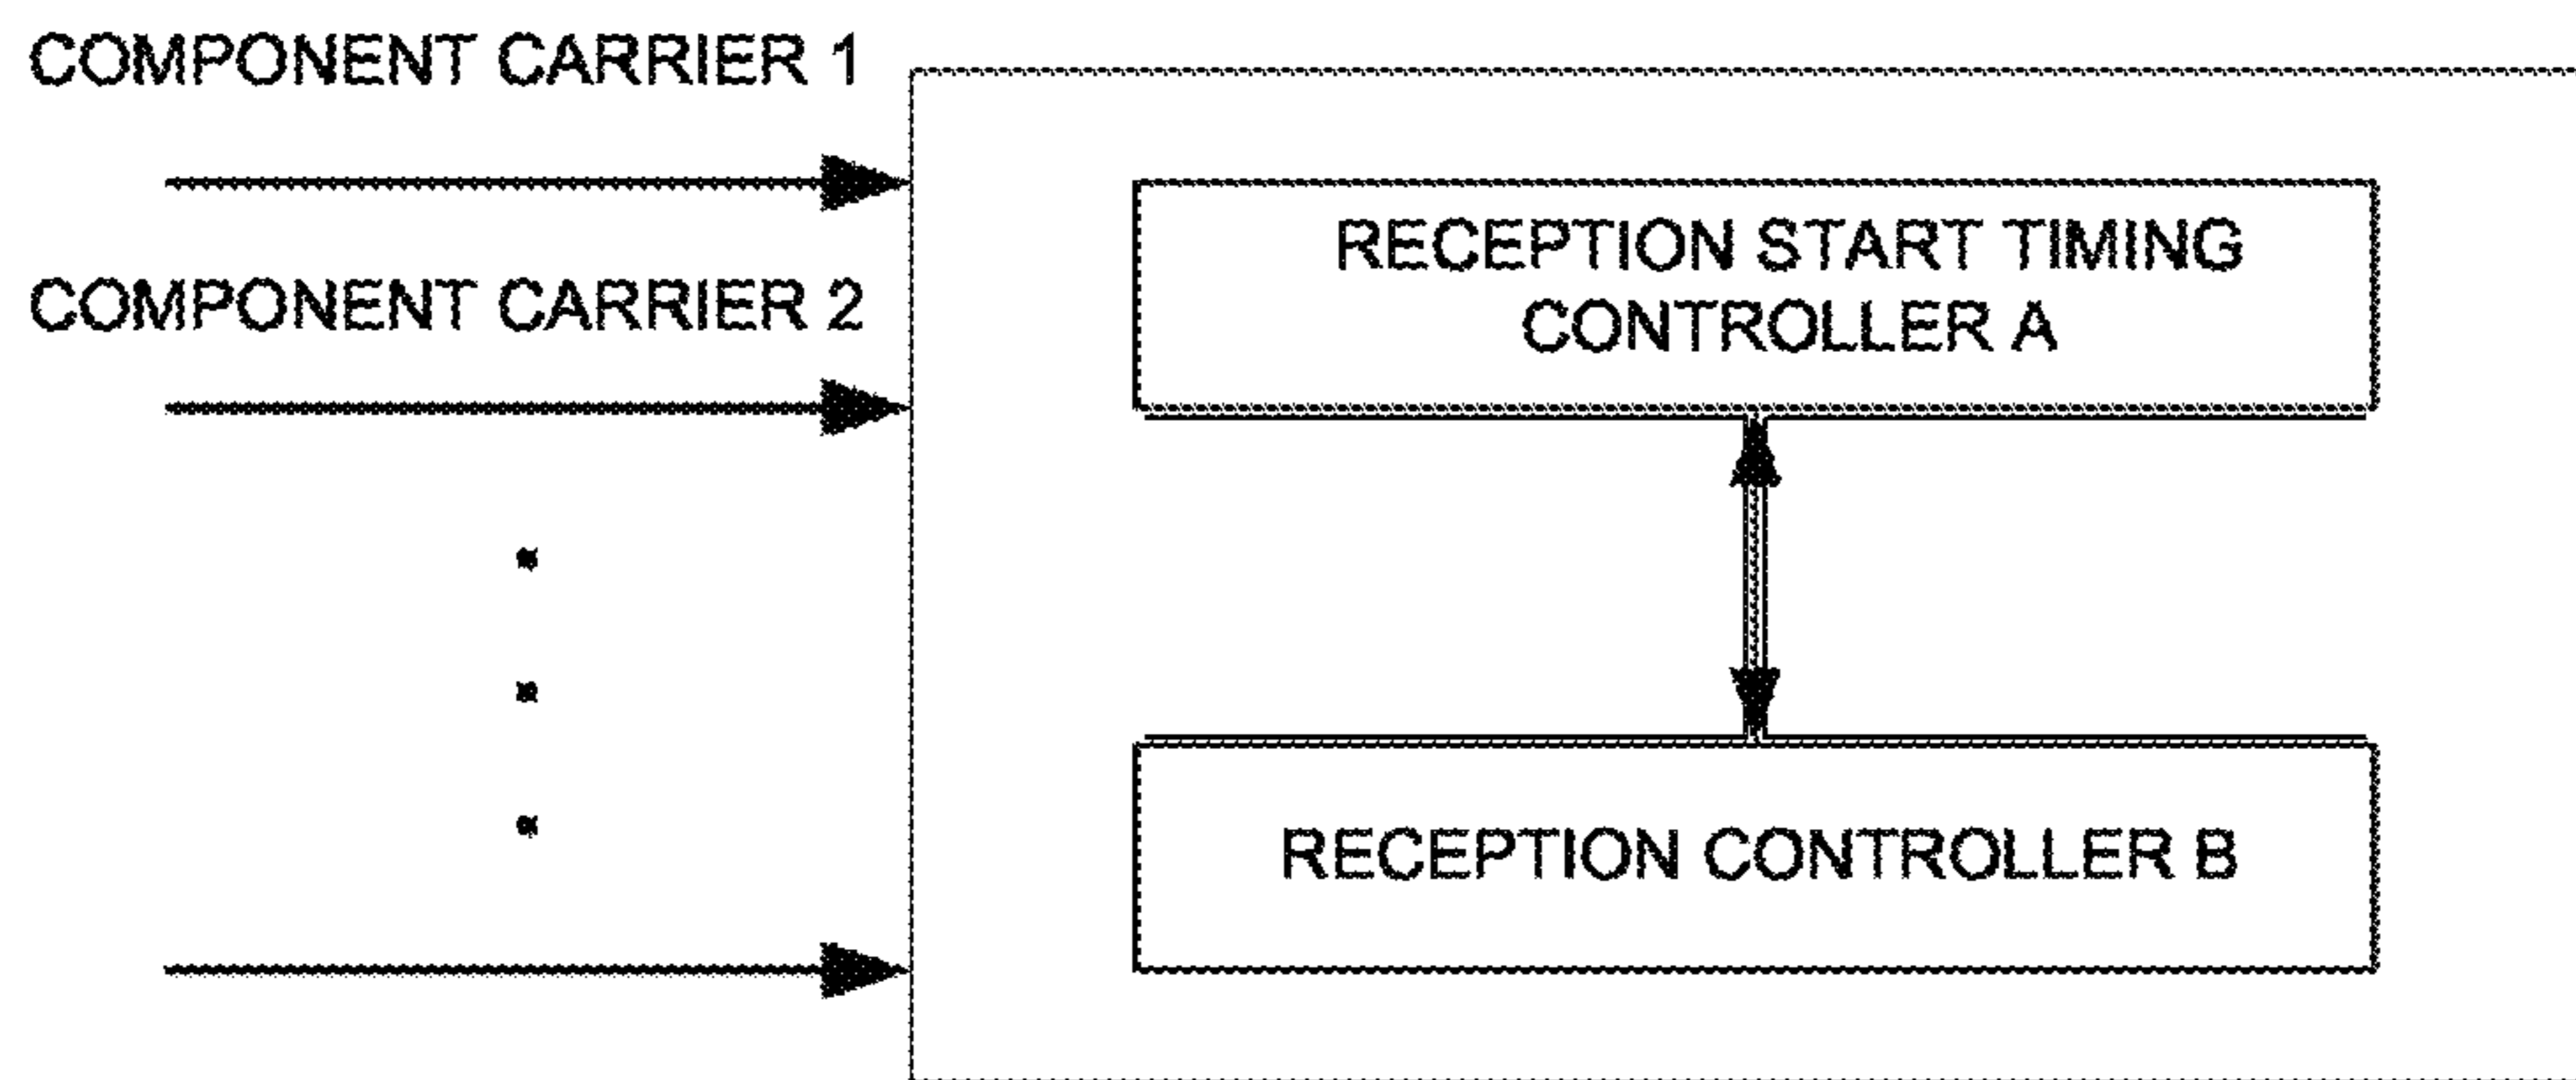 COMPONENT CARRIER 1
COMPONENT CARRIER 2
RECEPTION START TIMING
CONTROLLER A
RECEPTION CONTROLLER B